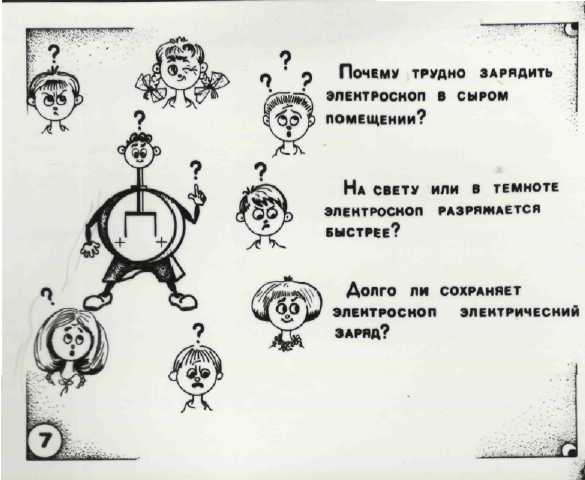 Почему трудно зарядить
электроскоп в сыром
помещении?
На свету или в темноте
электроскоп разряжается
быстрее?
Долго ли сохраняет
электроскоп электрический
заряд?
? ? ? ? ? ? ? ? ? ?
+ +
7